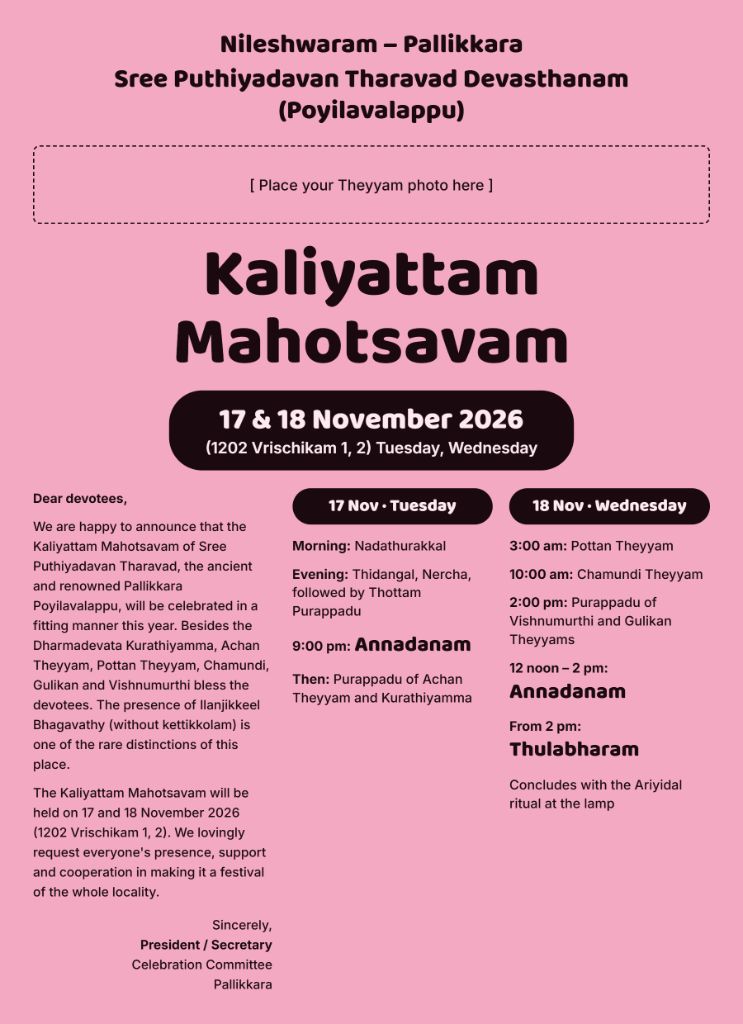 Nileshwaram – Pallikkara
Sree Puthiyadavan Tharavad Devasthanam
(Poyilavalappu)
[ Place your Theyyam photo here ]
Kaliyattam
Mahotsavam
17 & 18 November 2026
(1202 Vrischikam 1, 2) Tuesday, Wednesday
Dear devotees,
We are happy to announce that the
Kaliyattam Mahotsavam of Sree
Puthiyadavan Tharavad, the ancient
and renowned Pallikkara
Poyilavalappu, will be celebrated in a
fitting manner this year. Besides the
Dharmadevata Kurathiyamma, Achan
Theyyam, Pottan Theyyam, Chamundi,
Gulikan and Vishnumurthi bless the
devotees. The presence of Ilanjikkeel
Bhagavathy (without kettikkolam) is
one of the rare distinctions of this
place.
The Kaliyattam Mahotsavam will be
held on 17 and 18 November 2026
(1202 Vrischikam 1, 2). We lovingly
request everyone's presence, support
and cooperation in making it a festival
of the whole locality.
Sincerely,
President / Secretary
Celebration Committee
Pallikkara
17 Nov · Tuesday
Morning: Nadathurakkal
Evening: Thidangal, Nercha,
followed by Thottam
Purappadu
9:00 pm: Annadanam
Then: Purappadu of Achan
Theyyam and Kurathiyamma
18 Nov · Wednesday
3:00 am: Pottan Theyyam
10:00 am: Chamundi Theyyam
2:00 pm: Purappadu of
Vishnumurthi and Gulikan
Theyyams
12 noon – 2 pm:
Annadanam
From 2 pm:
Thulabharam
Concludes with the Ariyidal
ritual at the lamp